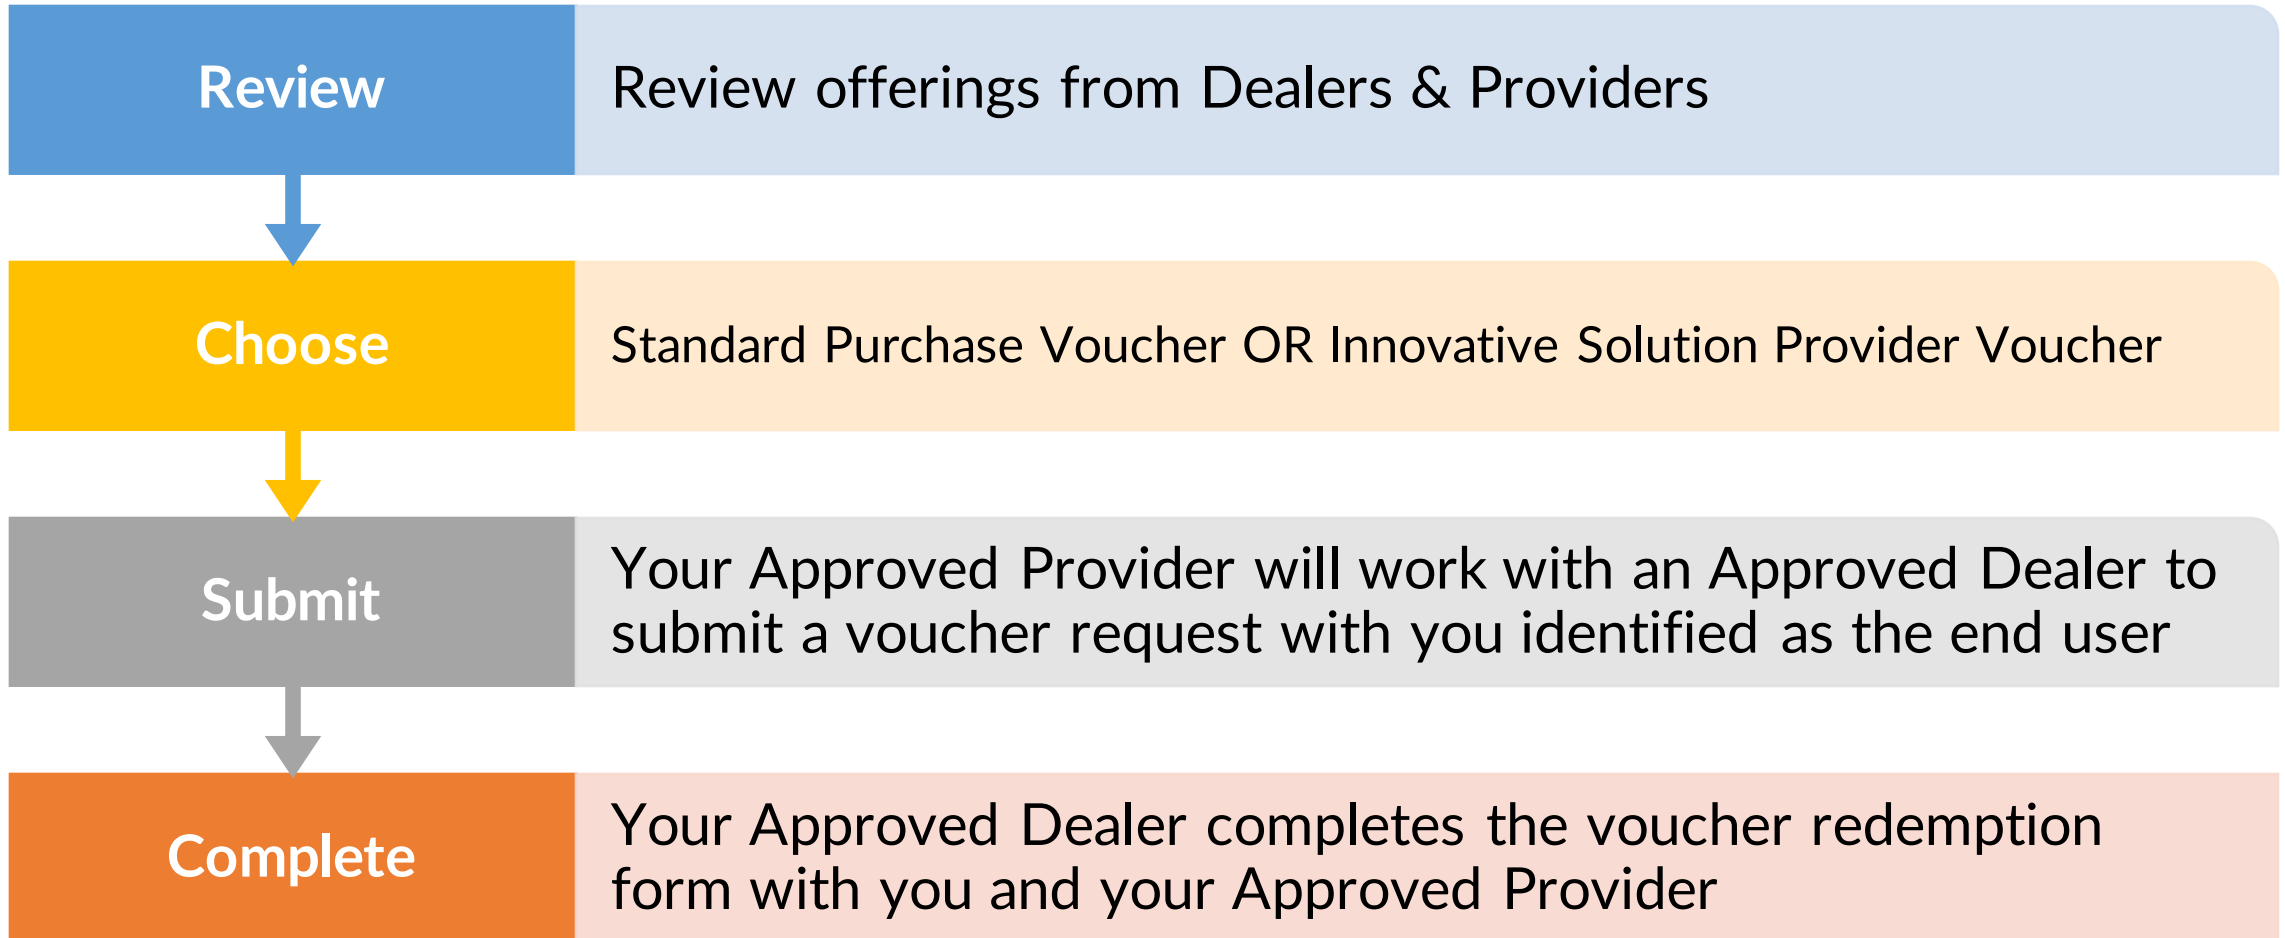 Review
Review offerings from Dealers & Providers
Choose
Standard Purchase Voucher OR Innovative Solution Provider Voucher
Submit
Your Approved Provider will work with an Approved Dealer to
submit a voucher request with you identified as the end user
Complete
Your Approved Dealer completes the voucher redemption
form with you and your Approved Provider